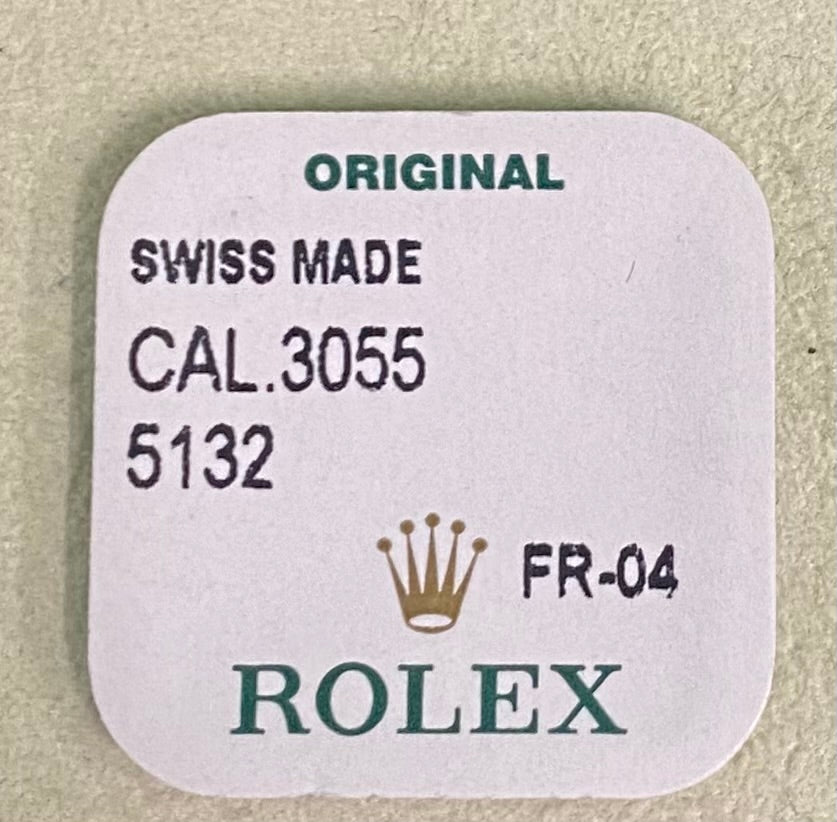 ORIGINAL
SWISS MADE
CAL.3055
5132
FR-04
ROLEX